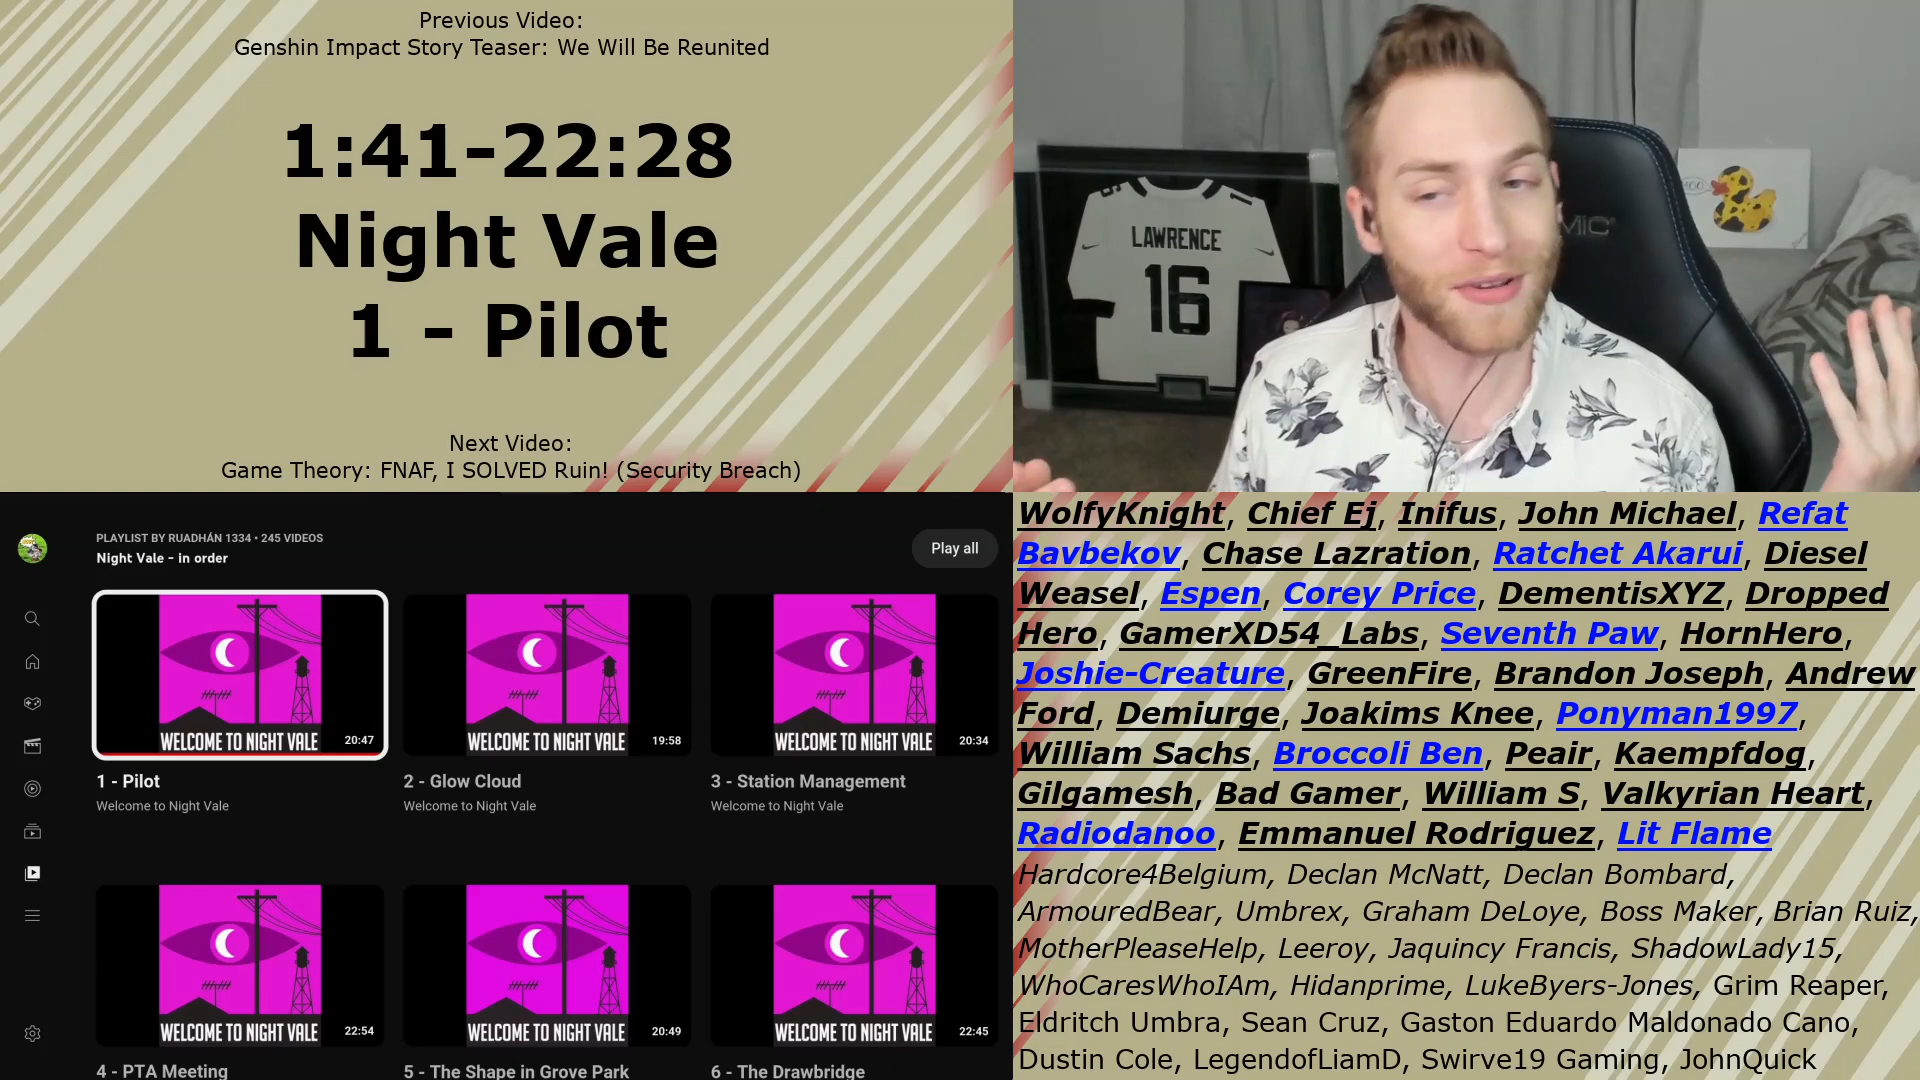 Previous Video:
Genshin Impact Story Teaser: We Will Be Reunited
1:41-22:28
Night Vale
1 - Pilot
Next Video:
Game Theory: FNAF, I SOLVED Ruin! (Security Breach)
LAWRENCE
16
MOO
MIC
PLAYLIST BY RUADHÁN 1334 • 245 VIDEOS
Night Vale - in order
Play all
WELCOME TO NIGHT VALE
20:47
WELCOME TO NIGHT VALE
19:58
WELCOME TO NIGHT VALE
20:34
1 - Pilot
Welcome to Night Vale
2 - Glow Cloud
Welcome to Night Vale
3 - Station Management
Welcome to Night Vale
WELCOME TO NIGHT VALE
22:54
WELCOME TO NIGHT VALE
20:49
WELCOME TO NIGHT VALE
22:45
4 - PTA Meeting
5 - The Shape in Grove Park
6 - The Drawbridge
WolfyKnight, Chief Ej, Inifus, John Michael, Refat
Bavbekov, Chase Lazration, Ratchet Akarui, Diesel
Weasel, Espen, Corey Price, DementisXYZ, Dropped
Hero, GamerXD54_Labs, Seventh Paw, HornHero,
Joshie-Creature, GreenFire, Brandon Joseph, Andrew
Ford, Demiurge, Joakims Knee, Ponyman1997,
William Sachs, Broccoli Ben, Peair, Kaempfdog,
Gilgamesh, Bad Gamer, William S, Valkyrian Heart,
Radiodanoo, Emmanuel Rodriguez, Lit Flame
Hardcore4Belgium, Declan McNatt, Declan Bombard,
ArmouredBear, Umbrex, Graham DeLoye, Boss Maker, Brian Ruiz,
MotherPleaseHelp, Leeroy, Jaquincy Francis, ShadowLady15,
WhoCaresWhoIAm, Hidanprime, LukeByers-Jones, Grim Reaper,
Eldritch Umbra, Sean Cruz, Gaston Eduardo Maldonado Cano,
Dustin Cole, LegendofLiamD, Swirve19 Gaming, JohnQuick